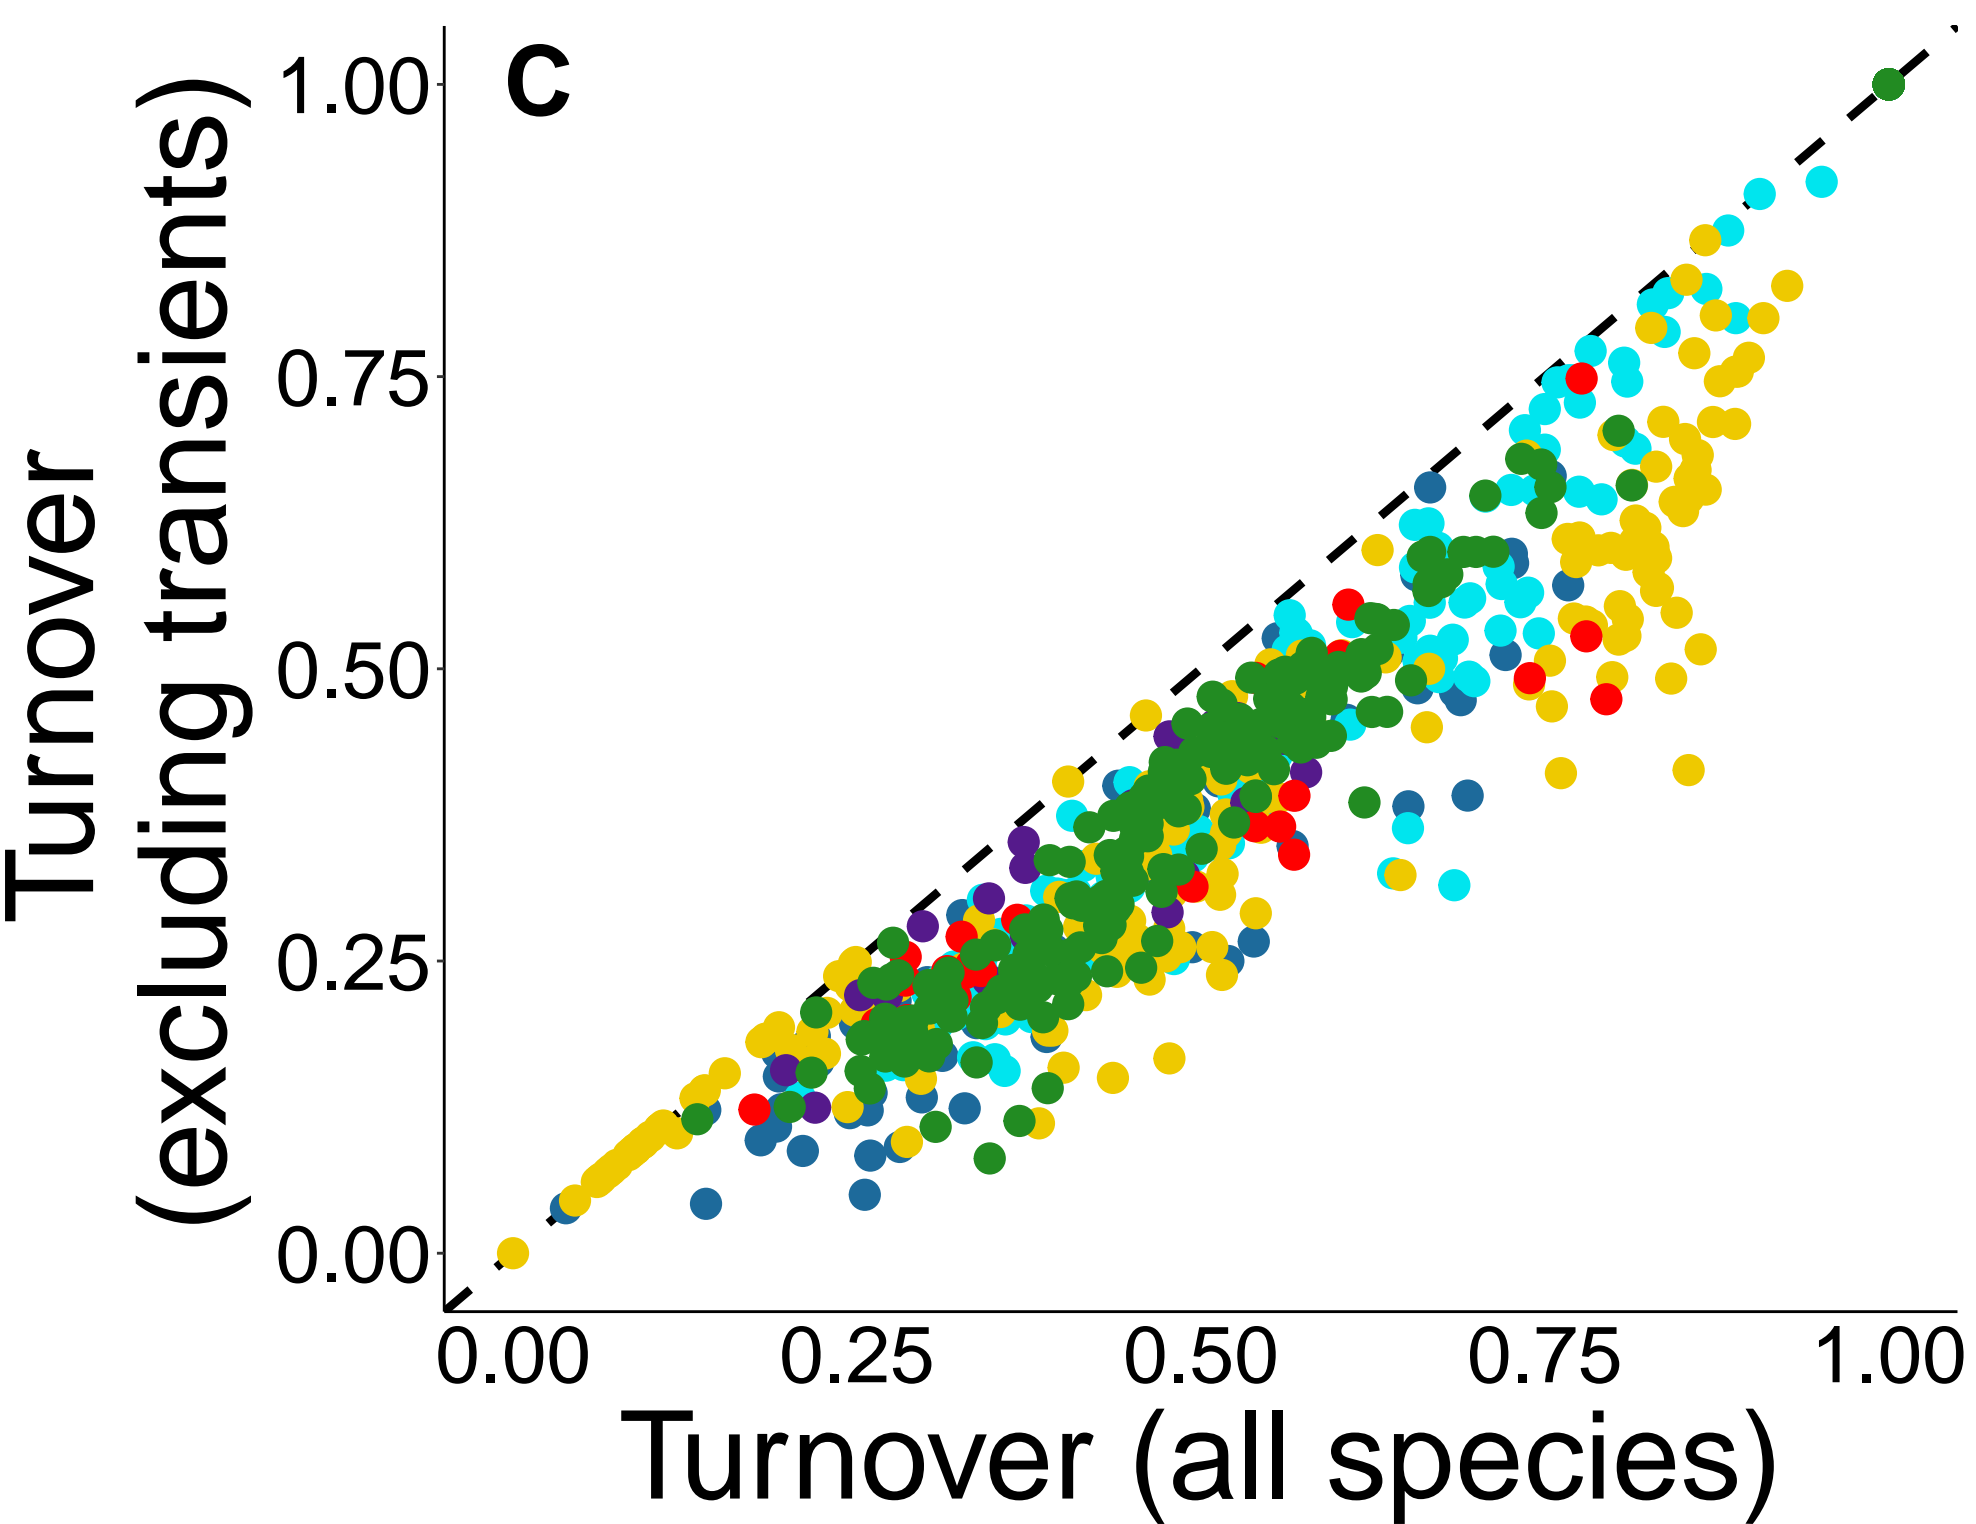 C
Turnover
(excluding transients)
1.00
0.75
0.50
0.25
0.00
0.00 0.25 0.50 0.75 1.00
Turnover (all species)